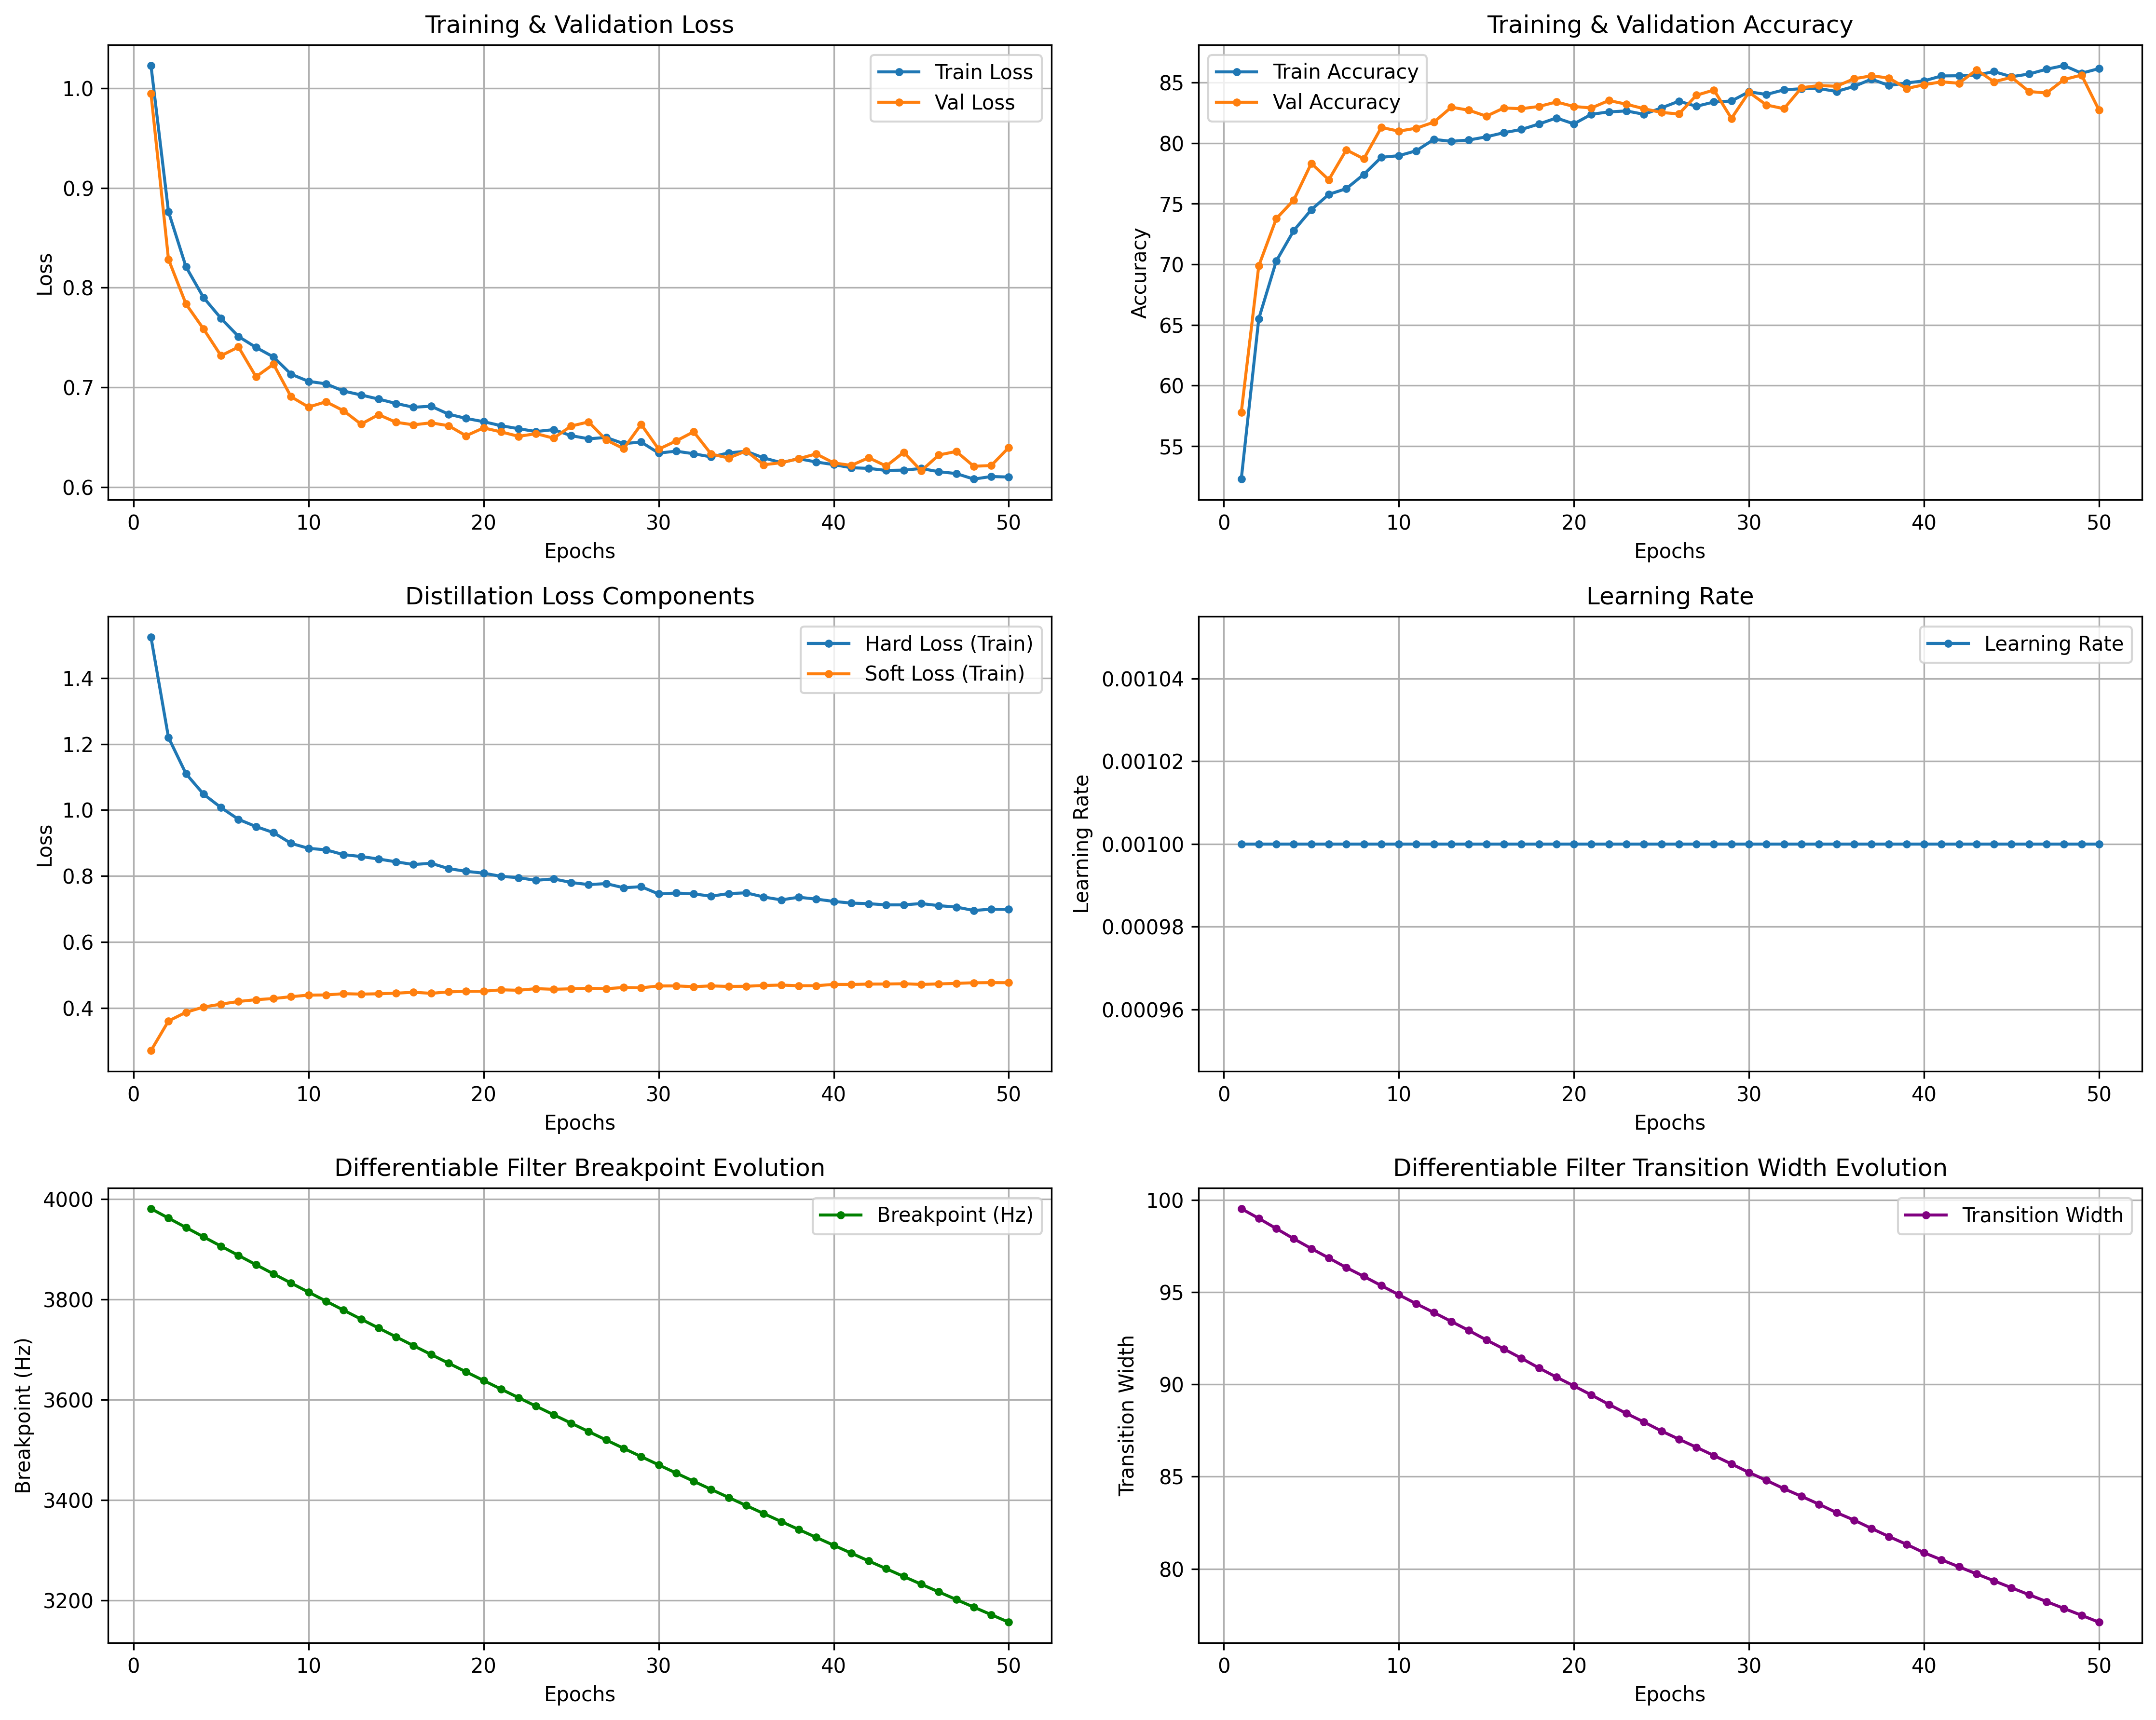 Training & Validation Loss
Loss
1.0
0.9
0.8
0.7
0.6
Train Loss
Val Loss
0 10 20 30 40 50
Epochs
Training & Validation Accuracy
Accuracy
85
80
75
70
65
60
55
Train Accuracy
Val Accuracy
0 10 20 30 40 50
Epochs
Distillation Loss Components
Loss
1.4
1.2
1.0
0.8
0.6
0.4
Hard Loss (Train)
Soft Loss (Train)
0 10 20 30 40 50
Epochs
Learning Rate
Learning Rate
0.00104
0.00102
0.00100
0.00098
0.00096
Learning Rate
0 10 20 30 40 50
Epochs
Differentiable Filter Breakpoint Evolution
Breakpoint (Hz)
4000
3800
3600
3400
3200
Breakpoint (Hz)
0 10 20 30 40 50
Epochs
Differentiable Filter Transition Width Evolution
Transition Width
100
95
90
85
80
Transition Width
0 10 20 30 40 50
Epochs